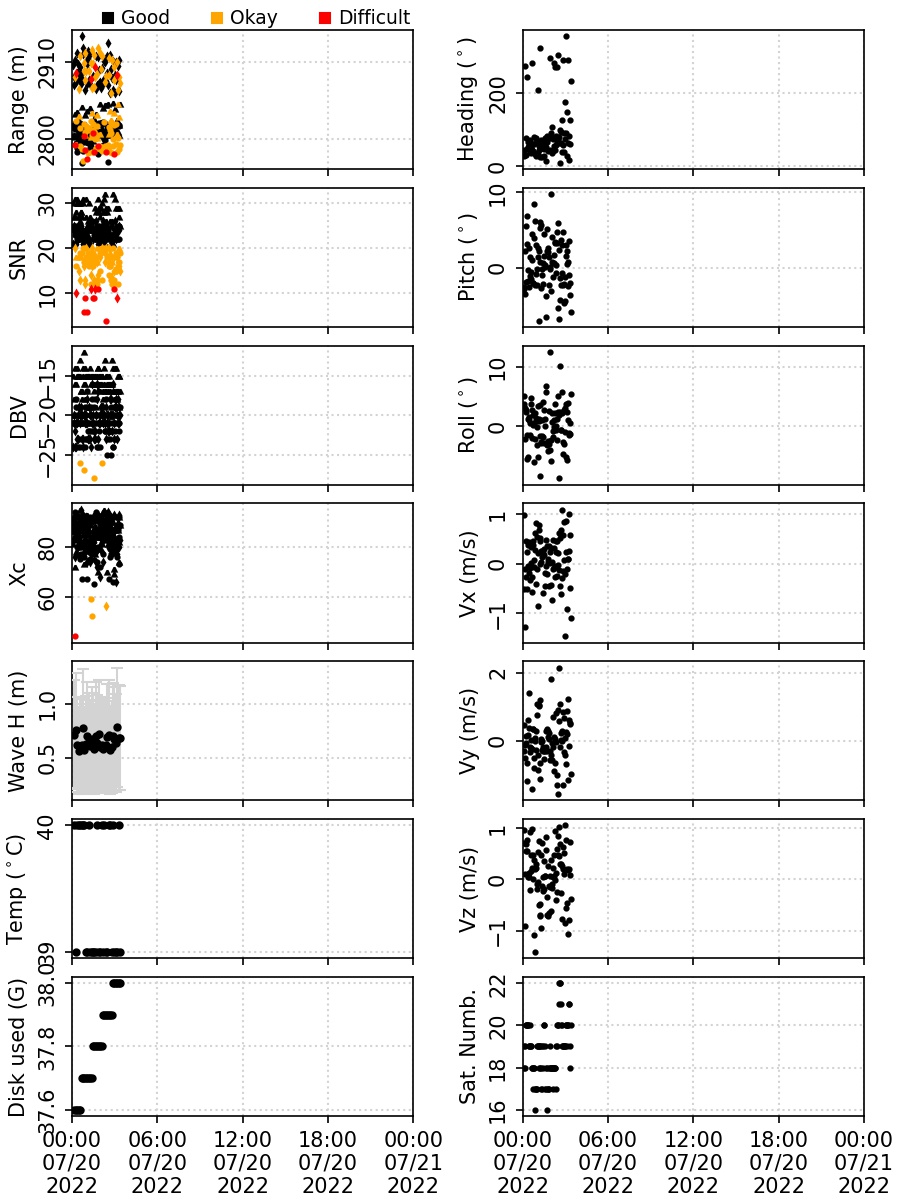 Good Okay Difficult
Range (m)
2910
2800
Heading (°)
200
0
SNR
30
20
10
Pitch (°)
10
0
DBV
−15
−20
−25
Roll (°)
10
0
Xc
80
60
Vx (m/s)
1
0
−1
Wave H (m)
1.0
0.5
Vy (m/s)
2
0
Temp (°C)
40
39
Vz (m/s)
1
0
−1
Disk used (G)
38.0
37.8
37.6
Sat. Numb.
22
20
18
16
00:00 06:00 12:00 18:00 00:00 00:00 06:00 12:00 18:00 00:00
07/20 07/20 07/20 07/20 07/21 07/20 07/20 07/20 07/20 07/21
2022 2022 2022 2022 2022 2022 2022 2022 2022 2022